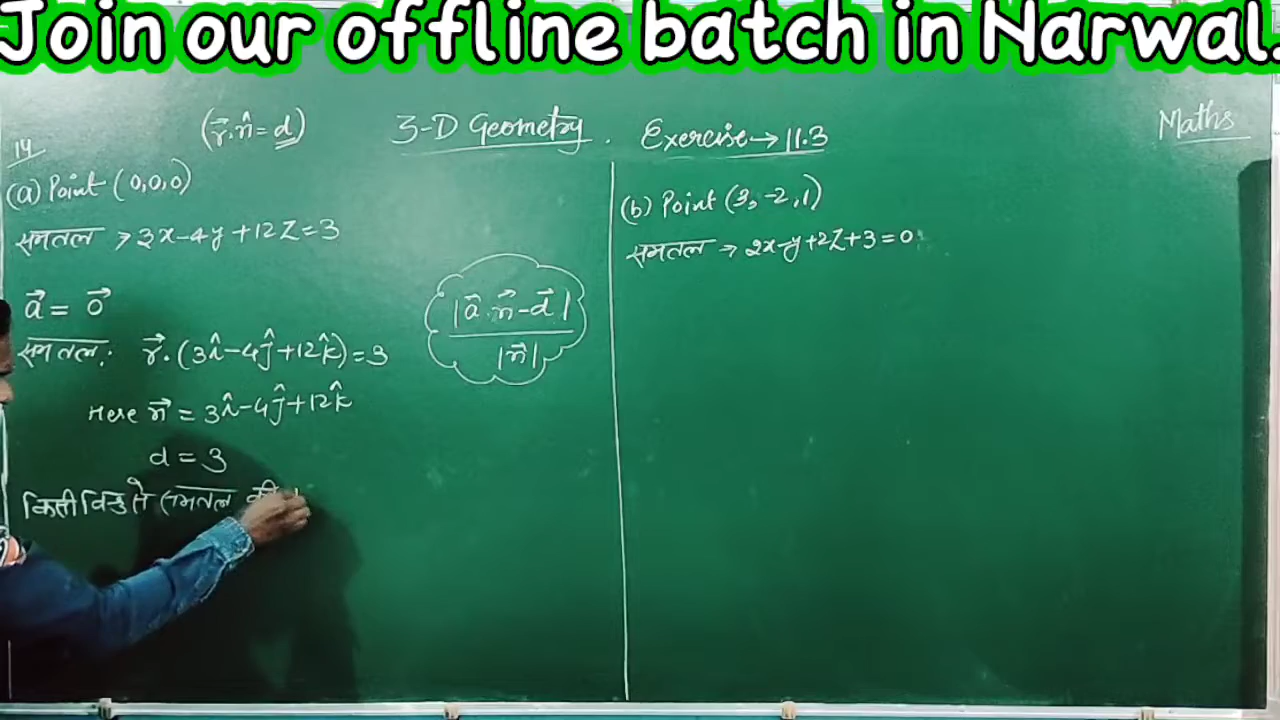 Join our offline batch in Narwal.
(r⃗.n̂=d) 3-D Geometry. Exercise→11.3 Maths
14
(a) Point (0,0,0)
समतल → 3x-4y+12Z=3
a⃗ = 0⃗
समतल: r⃗.(3î-4ĵ+12k̂)=3
Here n⃗ = 3î-4ĵ+12k̂
d = 3
किसी बिन्दु से समतल की
|a⃗.n⃗-d⃗|
|n⃗|
(b) Point (3,-2,1)
समतल → 2x-y+2Z+3=0